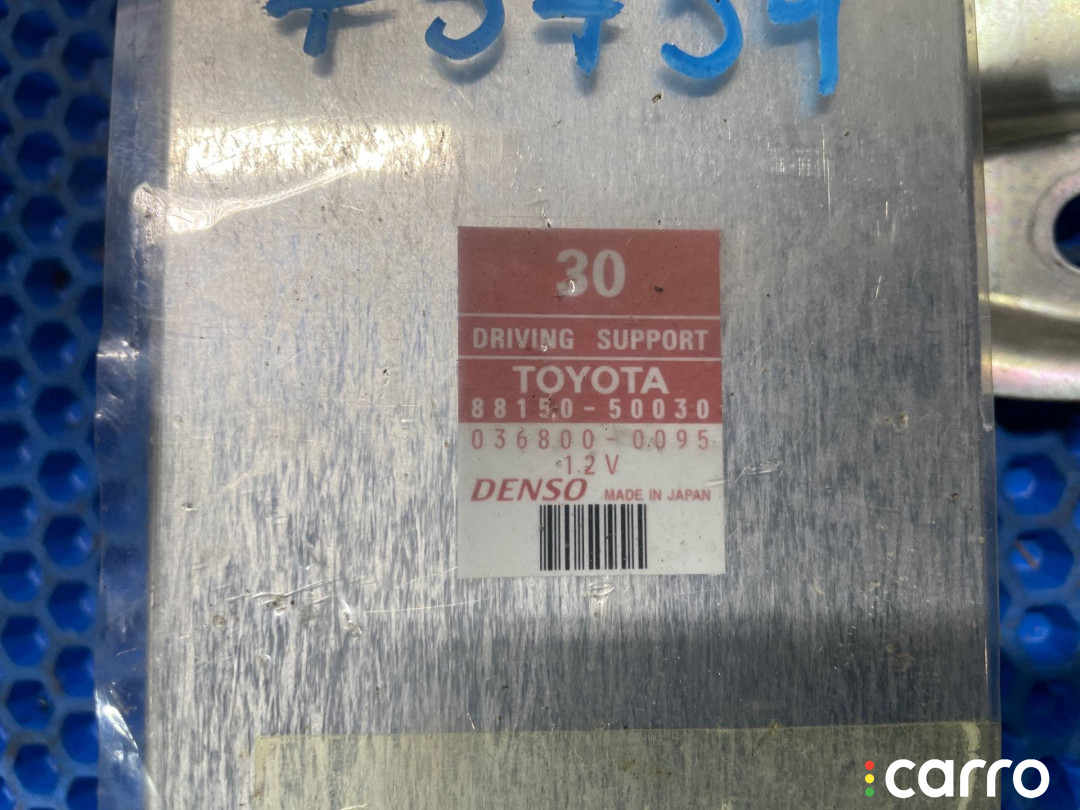 30
DRIVING SUPPORT
TOYOTA
88150-50030
036800-0095
12V
DENSO MADE IN JAPAN
carro